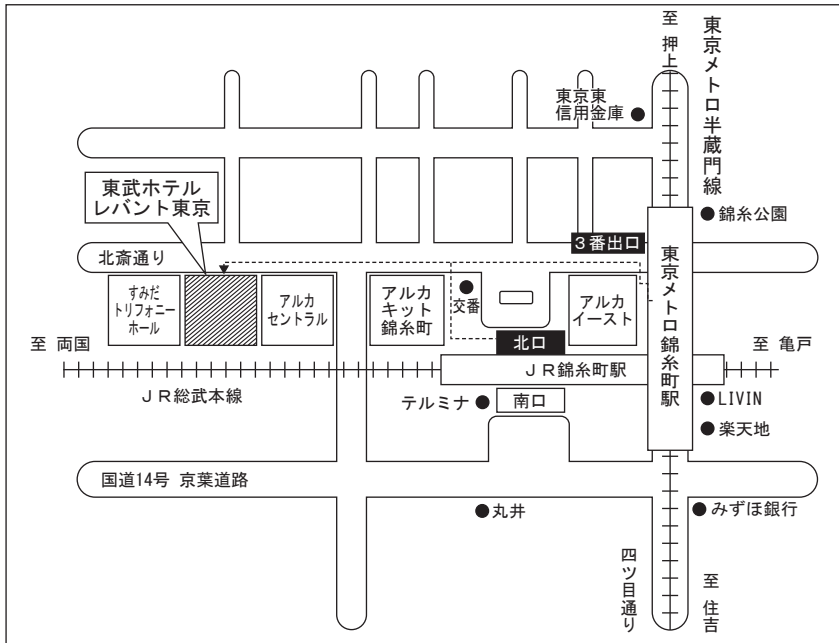 至 押上
東京メトロ半蔵門線
東京東
信用金庫
東武ホテル
レバント東京
錦糸公園
3番出口
北斎通り
すみだ
トリフォニー
ホール
アルカ
セントラル
アルカ
キット
錦糸町
交番
アルカ
イースト
東京メトロ錦糸町駅
北口
至 両国
至 亀戸
JR錦糸町駅
JR総武本線
テルミナ
南口
LIVIN
楽天地
国道14号 京葉道路
丸井
みずほ銀行
四ツ目通り
至 住吉